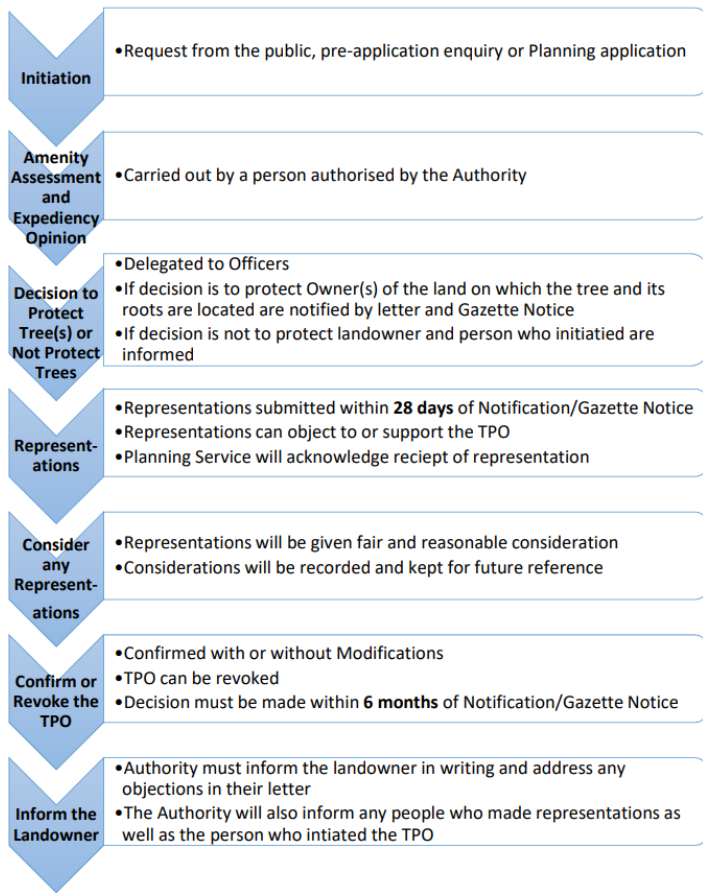 Initiation
•Request from the public, pre-application enquiry or Planning application
Amenity
Assessment
and
Expediency
Opinion
•Carried out by a person authorised by the Authority
Decision to
Protect
Tree(s) or
Not Protect
Trees
•Delegated to Officers
•If decision is to protect Owner(s) of the land on which the tree and its
roots are located are notified by letter and Gazette Notice
•If decision is not to protect landowner and person who initiatied are
informed
Represent-
ations
•Representations submitted within 28 days of Notification/Gazette Notice
•Representations can object to or support the TPO
•Planning Service will acknowledge reciept of representation
Consider
any
Represent-
ations
•Representations will be given fair and reasonable consideration
•Considerations will be recorded and kept for future reference
Confirm or
Revoke the
TPO
•Confirmed with or without Modifications
•TPO can be revoked
•Decision must be made within 6 months of Notification/Gazette Notice
Inform the
Landowner
•Authority must inform the landowner in writing and address any
objections in their letter
•The Authority will also inform any people who made representations as
well as the person who intiated the TPO